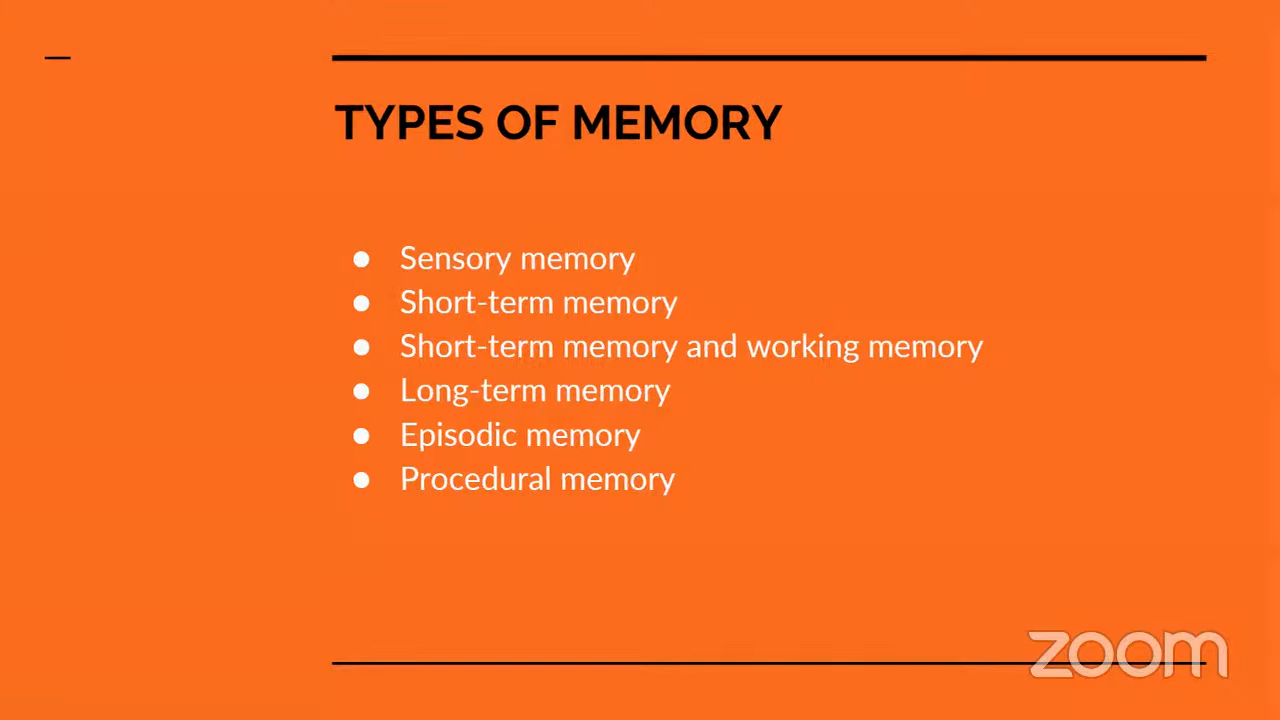 TYPES OF MEMORY
● Sensory memory
● Short-term memory
● Short-term memory and working memory
● Long-term memory
● Episodic memory
● Procedural memory
zoom